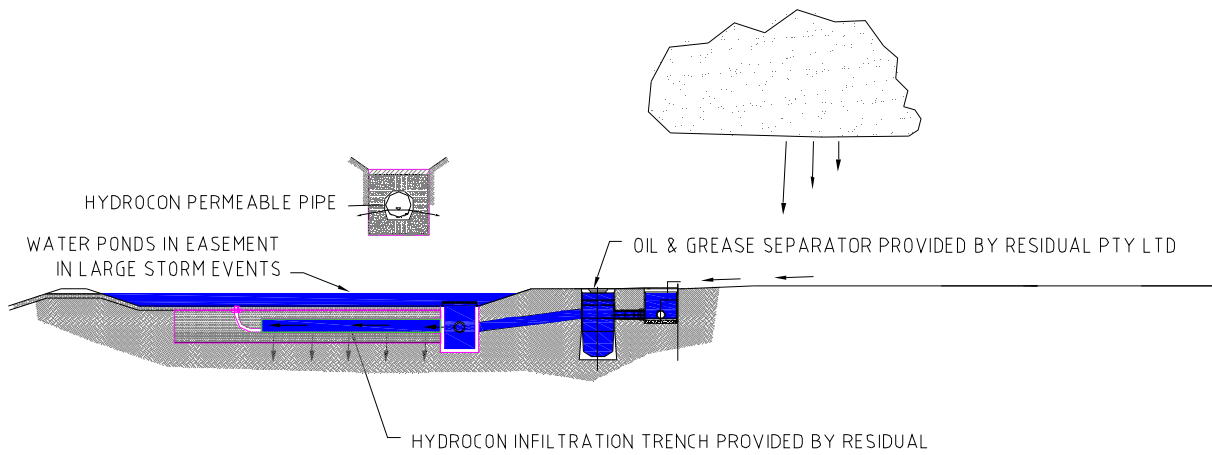 HYDROCON PERMEABLE PIPE
WATER PONDS IN EASEMENT
IN LARGE STORM EVENTS
OIL & GREASE SEPARATOR PROVIDED BY RESIDUAL PTY LTD
HYDROCON INFILTRATION TRENCH PROVIDED BY RESIDUAL